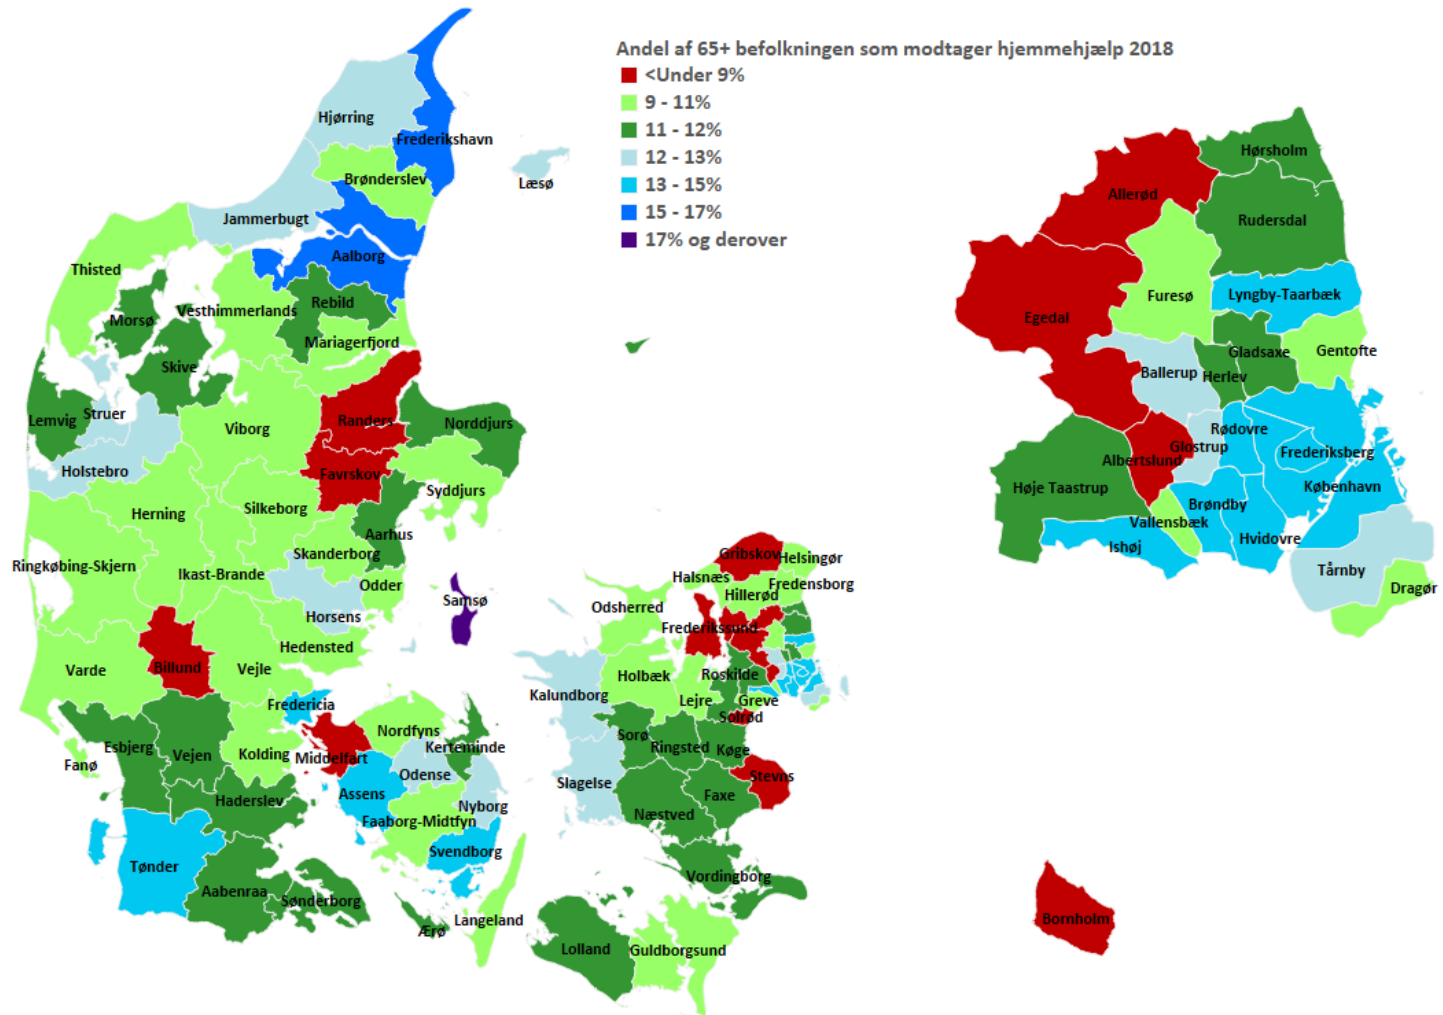 Andel af 65+ befolkningen som modtager hjemmehjælp 2018
<Under 9%
9 - 11%
11 - 12%
12 - 13%
13 - 15%
15 - 17%
17% og derover
Hjørring
Frederikshavn
Brønderslev
Læsø
Jammerbugt
Aalborg
Thisted
Rebild
Vesthimmerlands
Morsø
Mariagerfjord
Skive
Struer
Lemvig
Randers
Norddjurs
Viborg
Holstebro
Favrskov
Syddjurs
Silkeborg
Herning
Aarhus
Skanderborg
Ringkøbing-Skjern
Ikast-Brande
Odder
Samsø
Horsens
Hedensted
Varde
Billund
Vejle
Fredericia
Nordfyns
Esbjerg
Vejen
Kolding
Middelfart
Kerteminde
Fanø
Odense
Assens
Haderslev
Nyborg
Faaborg-Midtfyn
Svendborg
Tønder
Aabenraa
Sønderborg
Ærø
Langeland
Gribskov
Helsingør
Halsnæs
Fredensborg
Hillerød
Odsherred
Frederikssund
Holbæk
Roskilde
Kalundborg
Lejre
Greve
Solrød
Sorø
Ringsted
Køge
Stevns
Slagelse
Faxe
Næstved
Vordingborg
Lolland
Guldborgsund
Bornholm
Hørsholm
Allerød
Rudersdal
Furesø
Lyngby-Taarbæk
Egedal
Gladsaxe
Gentofte
Ballerup
Herlev
Rødovre
Glostrup
Frederiksberg
Albertslund
Høje Taastrup
København
Brøndby
Vallensbæk
Hvidovre
Ishøj
Tårnby
Dragør